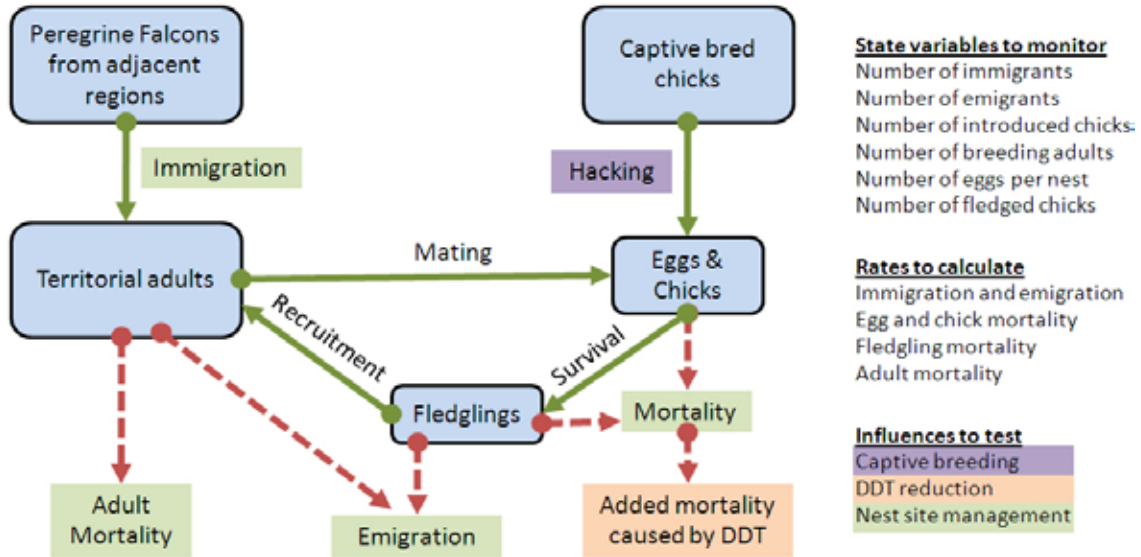 Peregrine Falcons
from adjacent
regions
Captive bred
chicks
Immigration
Hacking
Territorial adults
Mating
Eggs &
Chicks
Recruitment
Survival
Fledglings
Mortality
Adult
Mortality
Emigration
Added mortality
caused by DDT
State variables to monitor
Number of immigrants
Number of emigrants
Number of introduced chicks
Number of breeding adults
Number of eggs per nest
Number of fledged chicks
Rates to calculate
Immigration and emigration
Egg and chick mortality
Fledgling mortality
Adult mortality
Influences to test
Captive breeding
DDT reduction
Nest site management